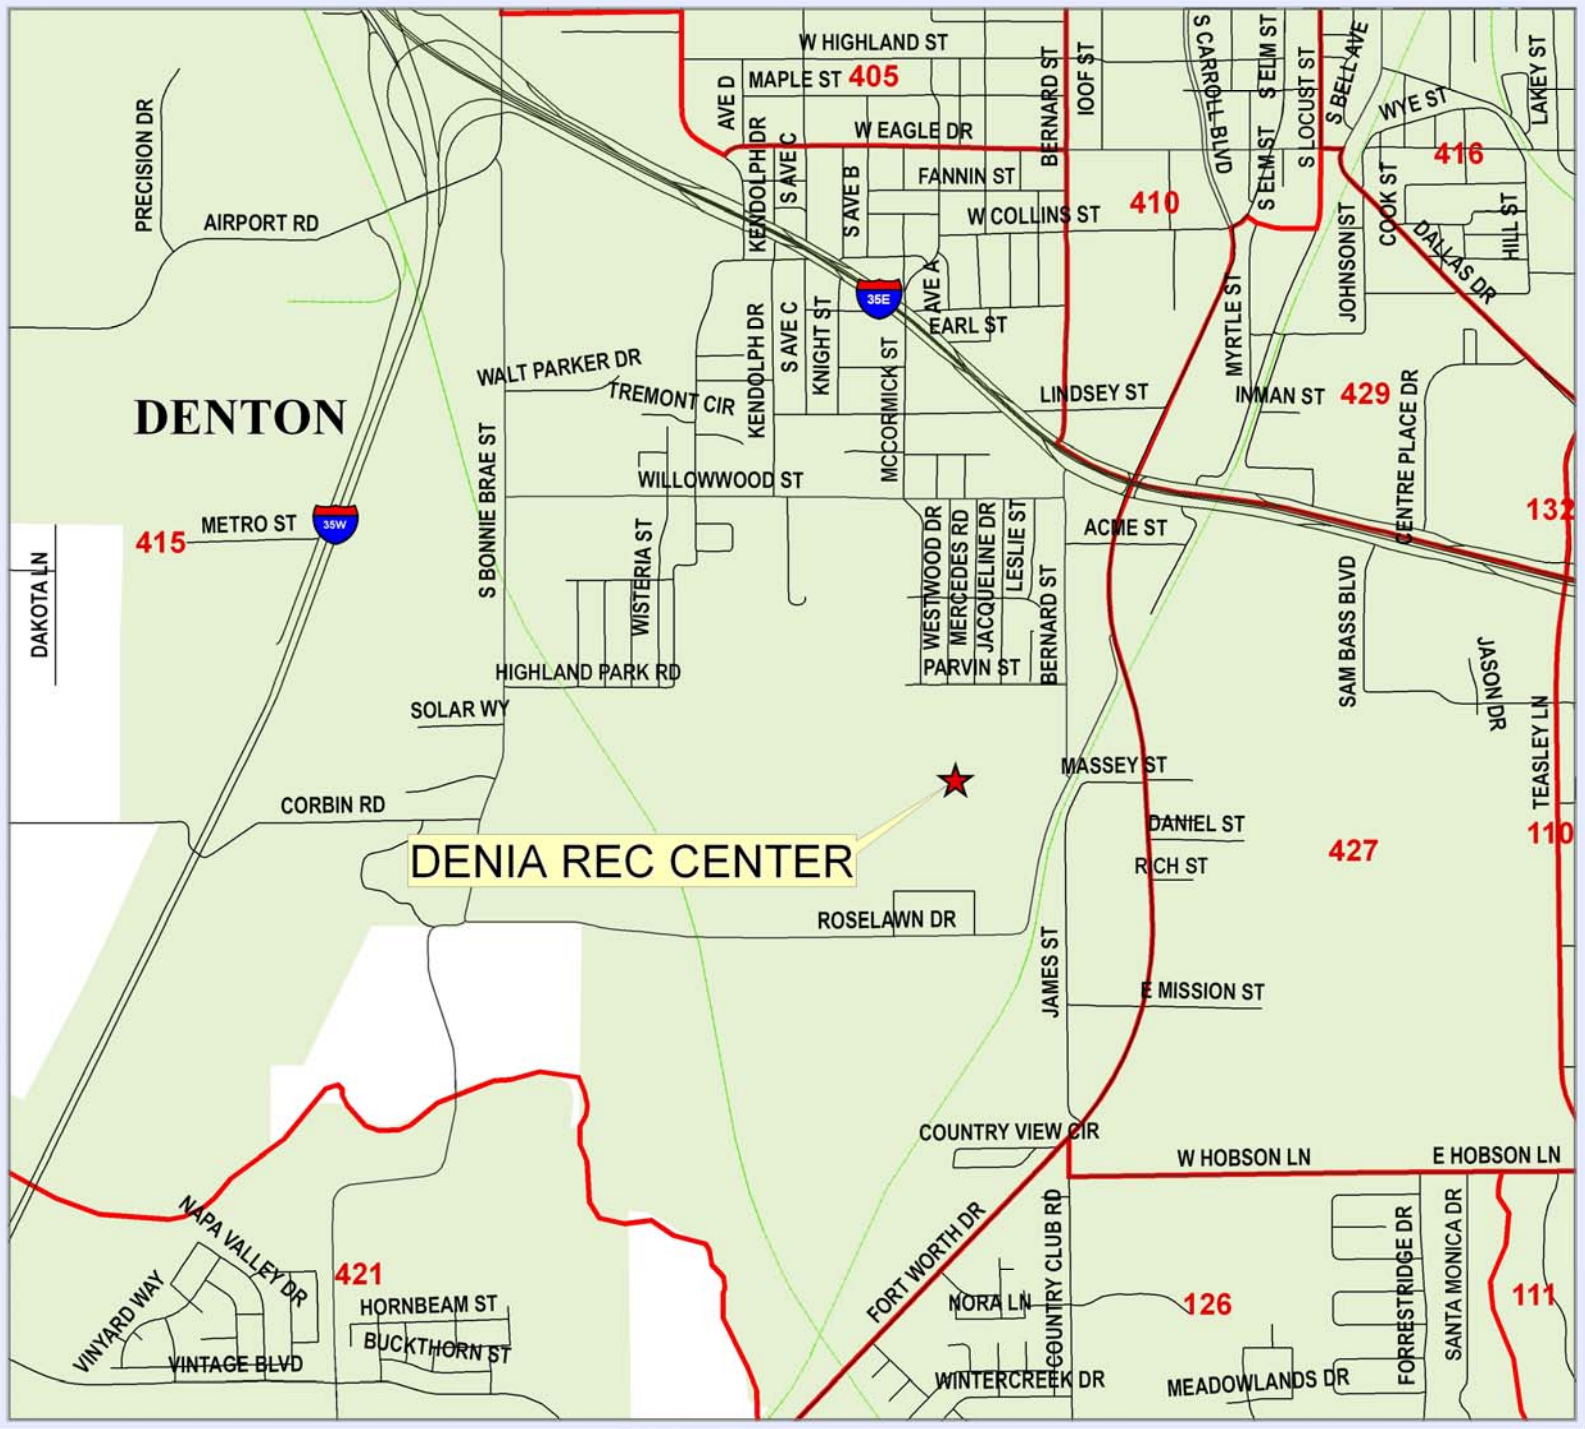 W HIGHLAND ST
MAPLE ST
405
AVE D
BERNARD ST
IOOF ST
S CARROLL BLVD
S ELM ST
S LOCUST ST
S BELL AVE
WYE ST
LAKEY ST
PRECISION DR
W EAGLE DR
KENDOLPH DR
S AVE C
S AVE B
FANNIN ST
W COLLINS ST
410
S ELM ST
416
COOK ST
HILL ST
AIRPORT RD
DALLAS DR
JOHNSON ST
35E
AVE A
EARL ST
MYRTLE ST
KENDOLPH DR
S AVE C
KNIGHT ST
MCCORMICK ST
WALT PARKER DR
TREMONT CIR
LINDSEY ST
INMAN ST
429
CENTRE PLACE DR
DENTON
S BONNIE BRAE ST
WILLOWWOOD ST
415
METRO ST
35W
132
ACME ST
DAKOTA LN
WISTERIA ST
WESTWOOD DR
MERCEDES RD
JACQUELINE DR
LESLIE ST
BERNARD ST
SAM BASS BLVD
JASON DR
HIGHLAND PARK RD
PARVIN ST
SOLAR WY
TEASLEY LN
MASSEY ST
CORBIN RD
DANIEL ST
110
427
DENIA REC CENTER
RICH ST
ROSELAWN DR
JAMES ST
E MISSION ST
COUNTRY VIEW CIR
W HOBSON LN
E HOBSON LN
NAPA VALLEY DR
FORT WORTH DR
COUNTRY CLUB RD
FORRESTRIDGE DR
SANTA MONICA DR
421
VINYARD WAY
HORNBEAM ST
NORA LN
126
111
BUCKTHORN ST
VINTAGE BLVD
WINTERCREEK DR
MEADOWLANDS DR